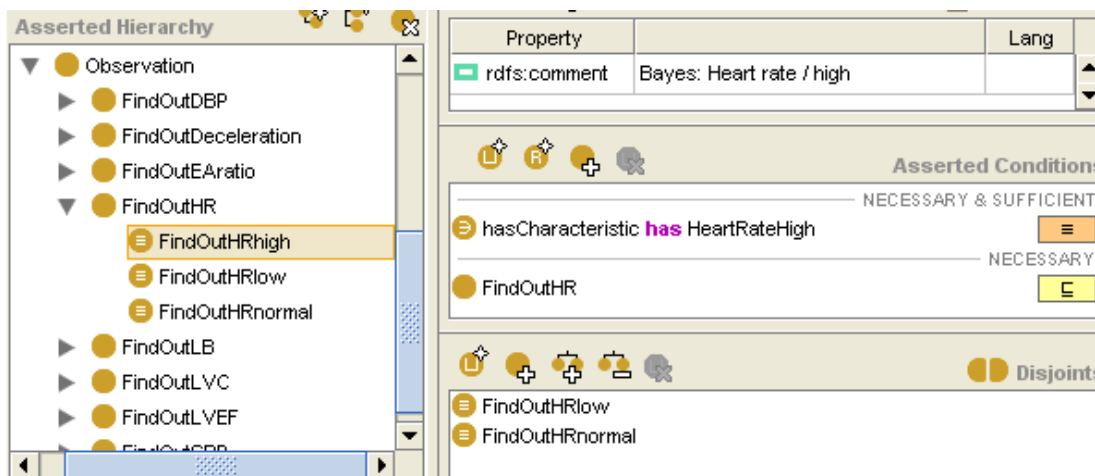 Asserted Hierarchy
Observation
FindOutDBP
FindOutDeceleration
FindOutEAratio
FindOutHR
FindOutHRhigh
FindOutHRlow
FindOutHRnormal
FindOutLB
FindOutLVC
FindOutLVEF
Property Lang
rdfs:comment Bayes: Heart rate / high
Asserted Conditions
NECESSARY & SUFFICIENT
hasCharacteristic has HeartRateHigh
≡
NECESSARY
FindOutHR
⊑
Disjoints
FindOutHRlow
FindOutHRnormal